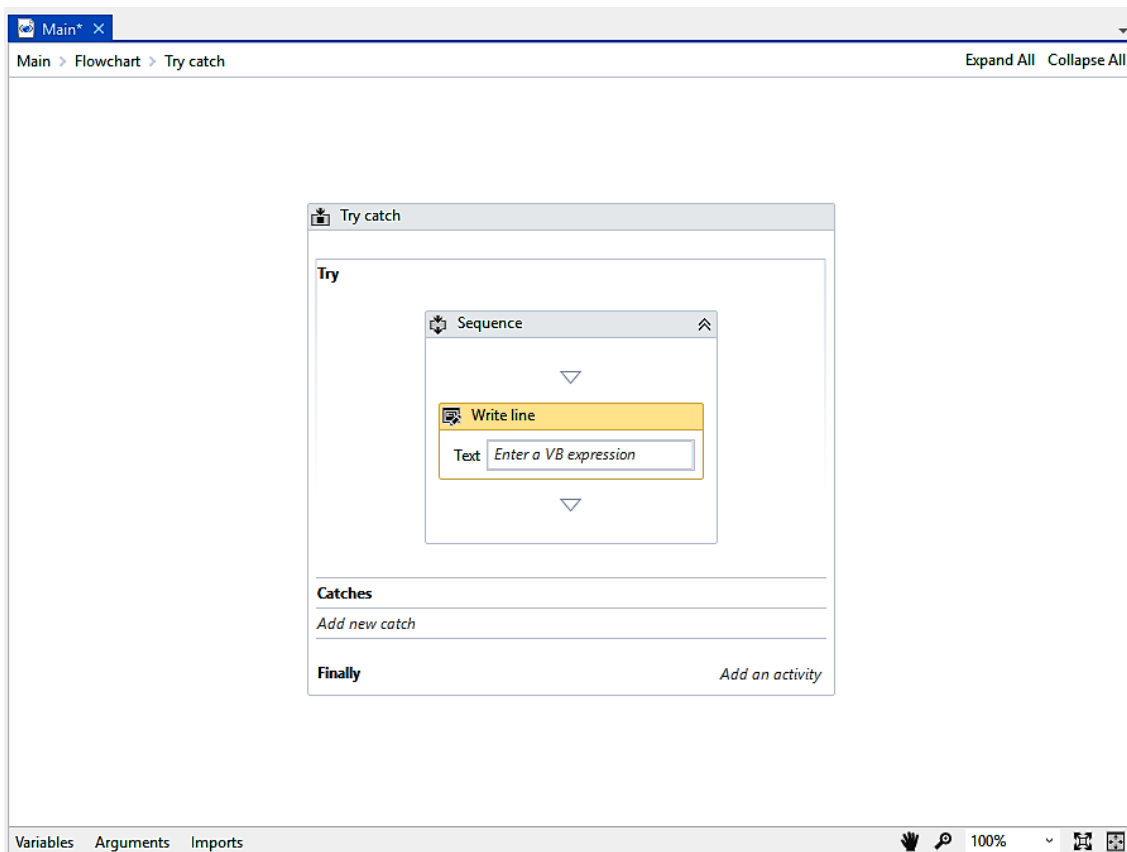 Main*
Main > Flowchart > Try catch
Expand All Collapse All
Try catch
Try
Sequence
Write line
Text Enter a VB expression
Catches
Add new catch
Finally Add an activity
Variables Arguments Imports 100%